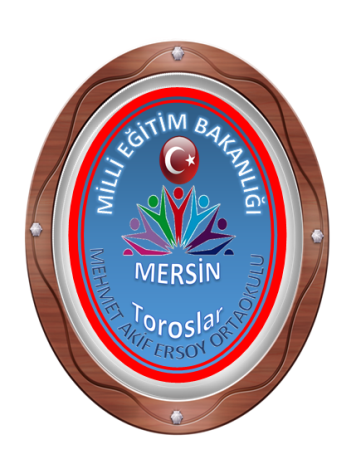 MİLLİ EĞİTİM BAKANLIĞI
MERSİN
Toroslar
MEHMET AKİF ERSOY ORTAOKULU